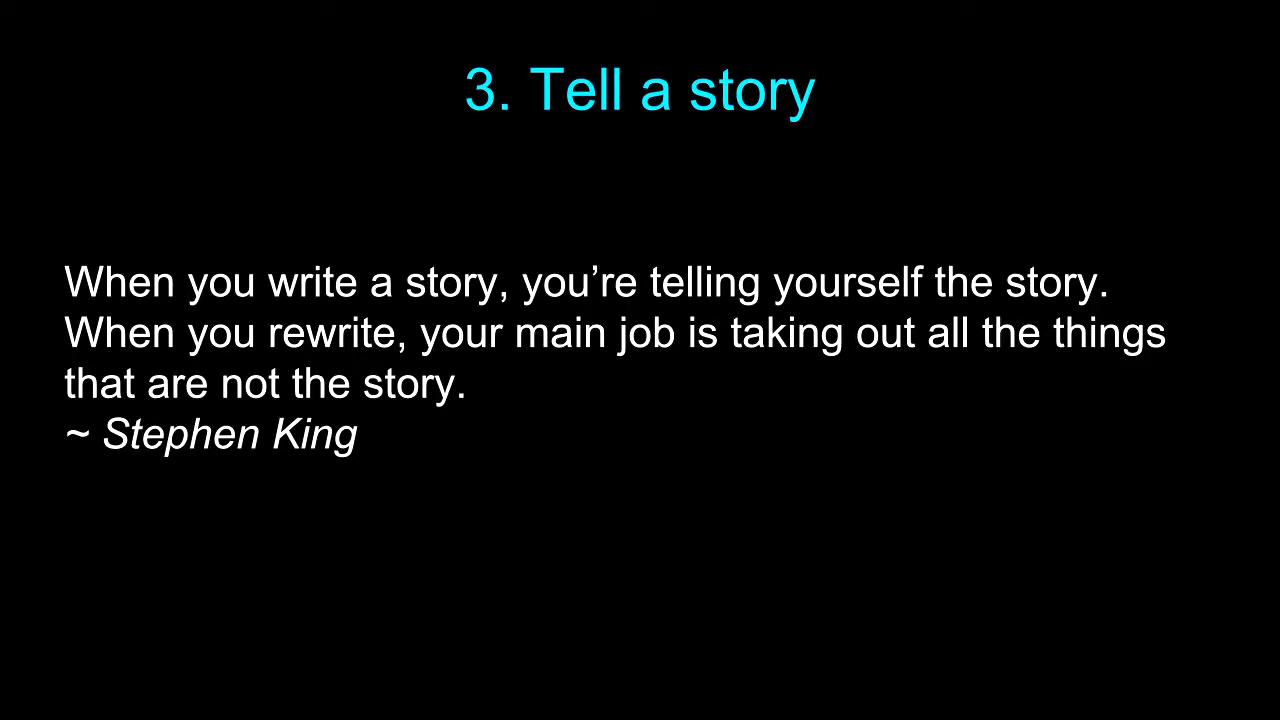 3. Tell a story
When you write a story, you’re telling yourself the story.
When you rewrite, your main job is taking out all the things
that are not the story.
~ Stephen King